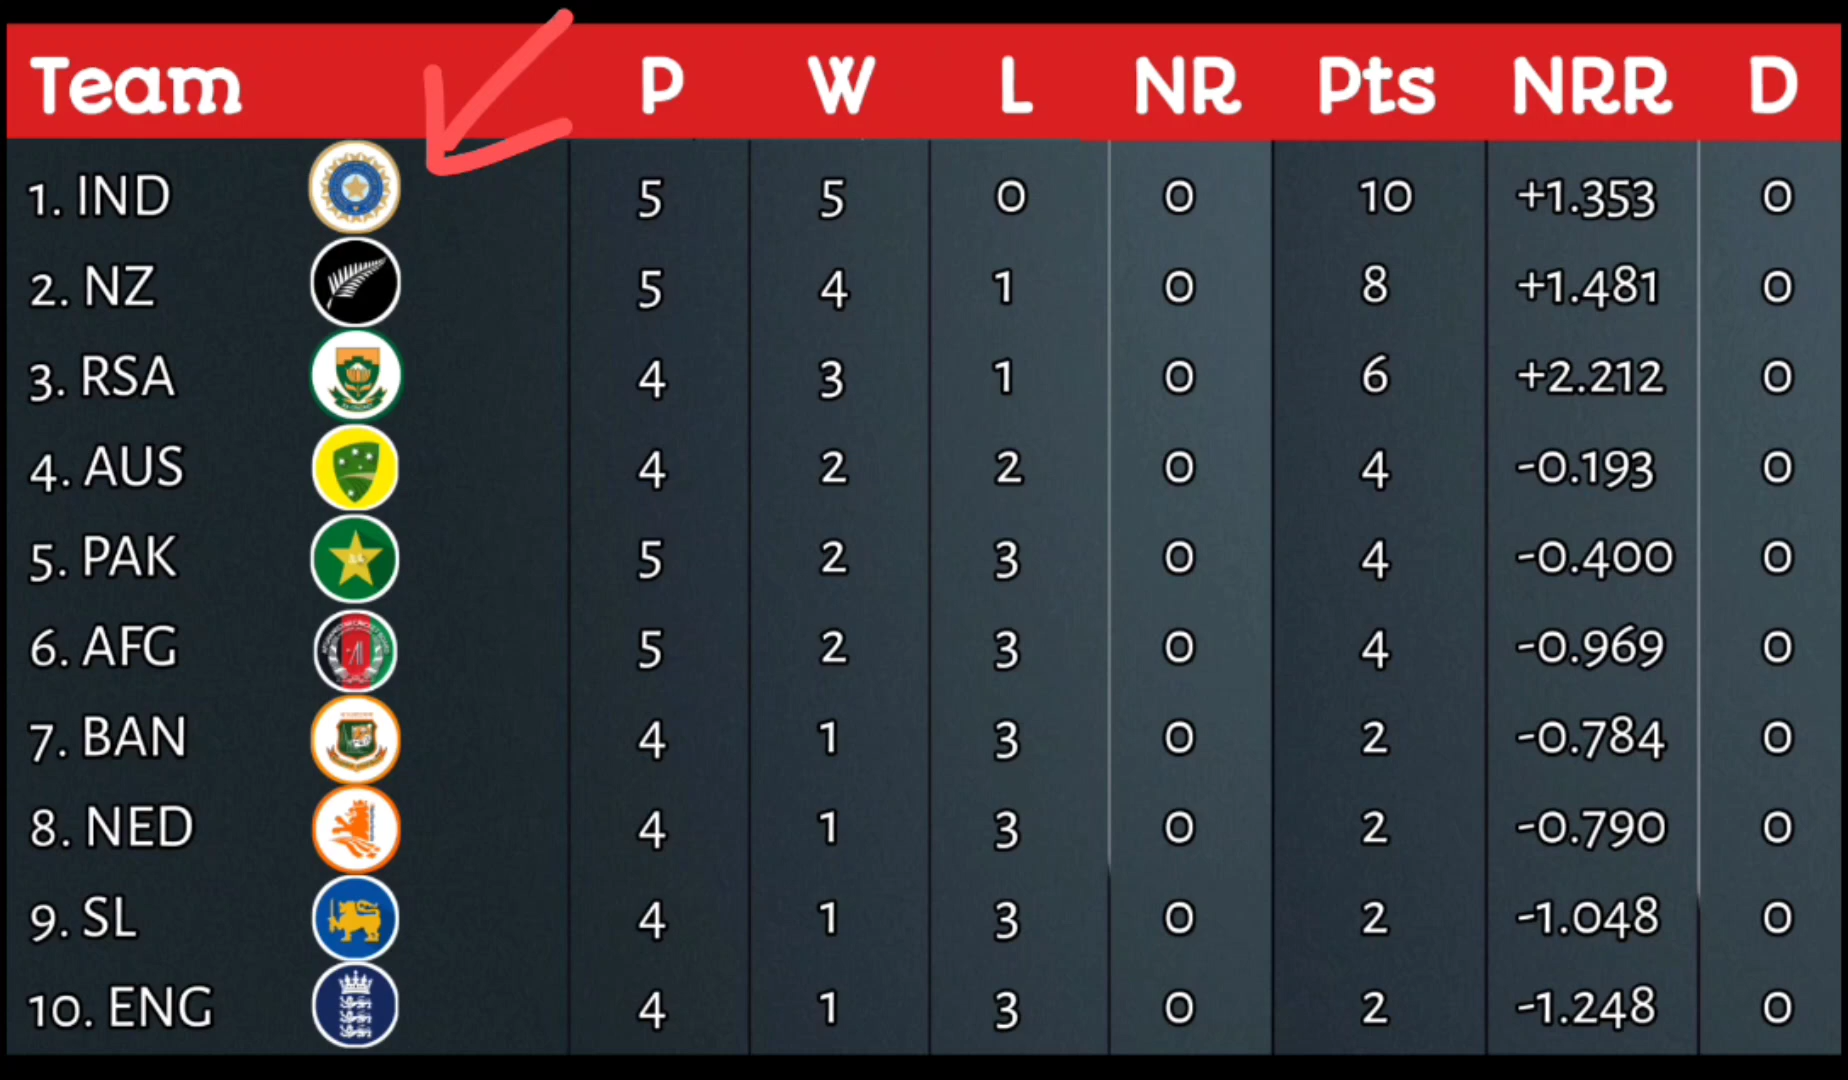 Team P W L NR Pts NRR D
1. IND 5 5 0 0 10 +1.353 0
2. NZ 5 4 1 0 8 +1.481 0
3. RSA 4 3 1 0 6 +2.212 0
4. AUS 4 2 2 0 4 -0.193 0
5. PAK 5 2 3 0 4 -0.400 0
6. AFG 5 2 3 0 4 -0.969 0
7. BAN 4 1 3 0 2 -0.784 0
8. NED 4 1 3 0 2 -0.790 0
9. SL 4 1 3 0 2 -1.048 0
10. ENG 4 1 3 0 2 -1.248 0